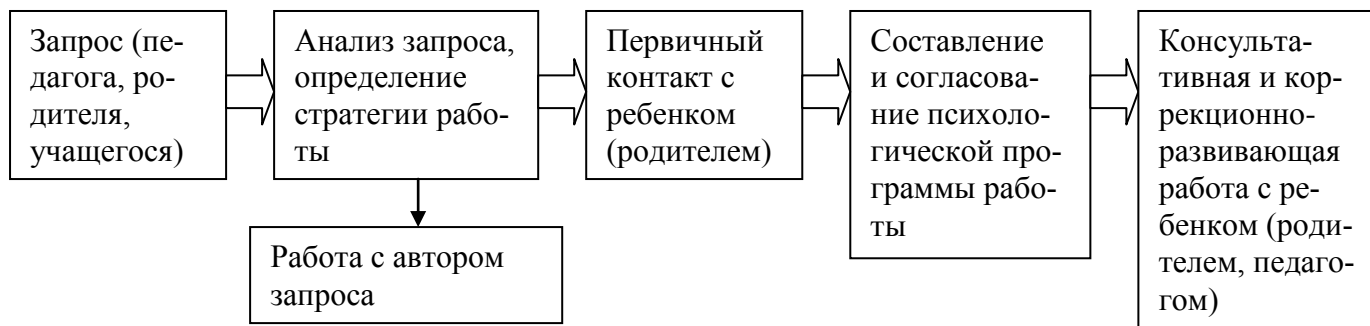 Запрос (пе-
дагога, ро-
дителя,
учащегося)
Анализ запроса,
определение
стратегии рабо-
ты
Работа с автором
запроса
Первичный
контакт с
ребенком
(родителем)
Составление
и согласова-
ние психоло-
гической про-
граммы рабо-
ты
Консульта-
тивная и кор-
рекционно-
развивающая
работа с ре-
бенком (роди-
телем, педаго-
гом)